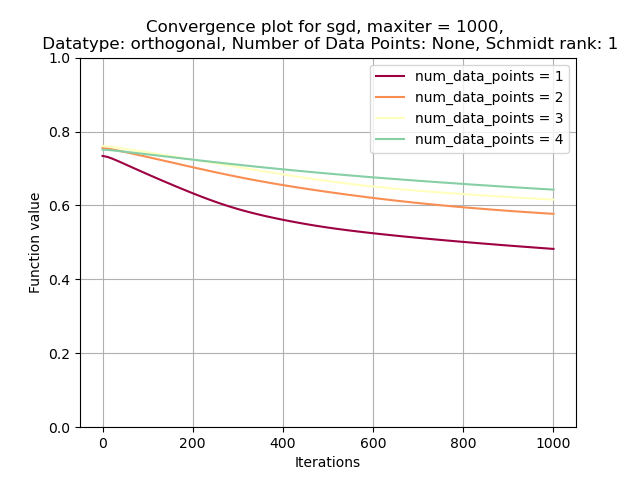 Convergence plot for sgd, maxiter = 1000,
Datatype: orthogonal, Number of Data Points: None, Schmidt rank: 1
num_data_points = 1
num_data_points = 2
num_data_points = 3
num_data_points = 4
Function value
1.0
0.8
0.6
0.4
0.2
0.0
0 200 400 600 800 1000
Iterations